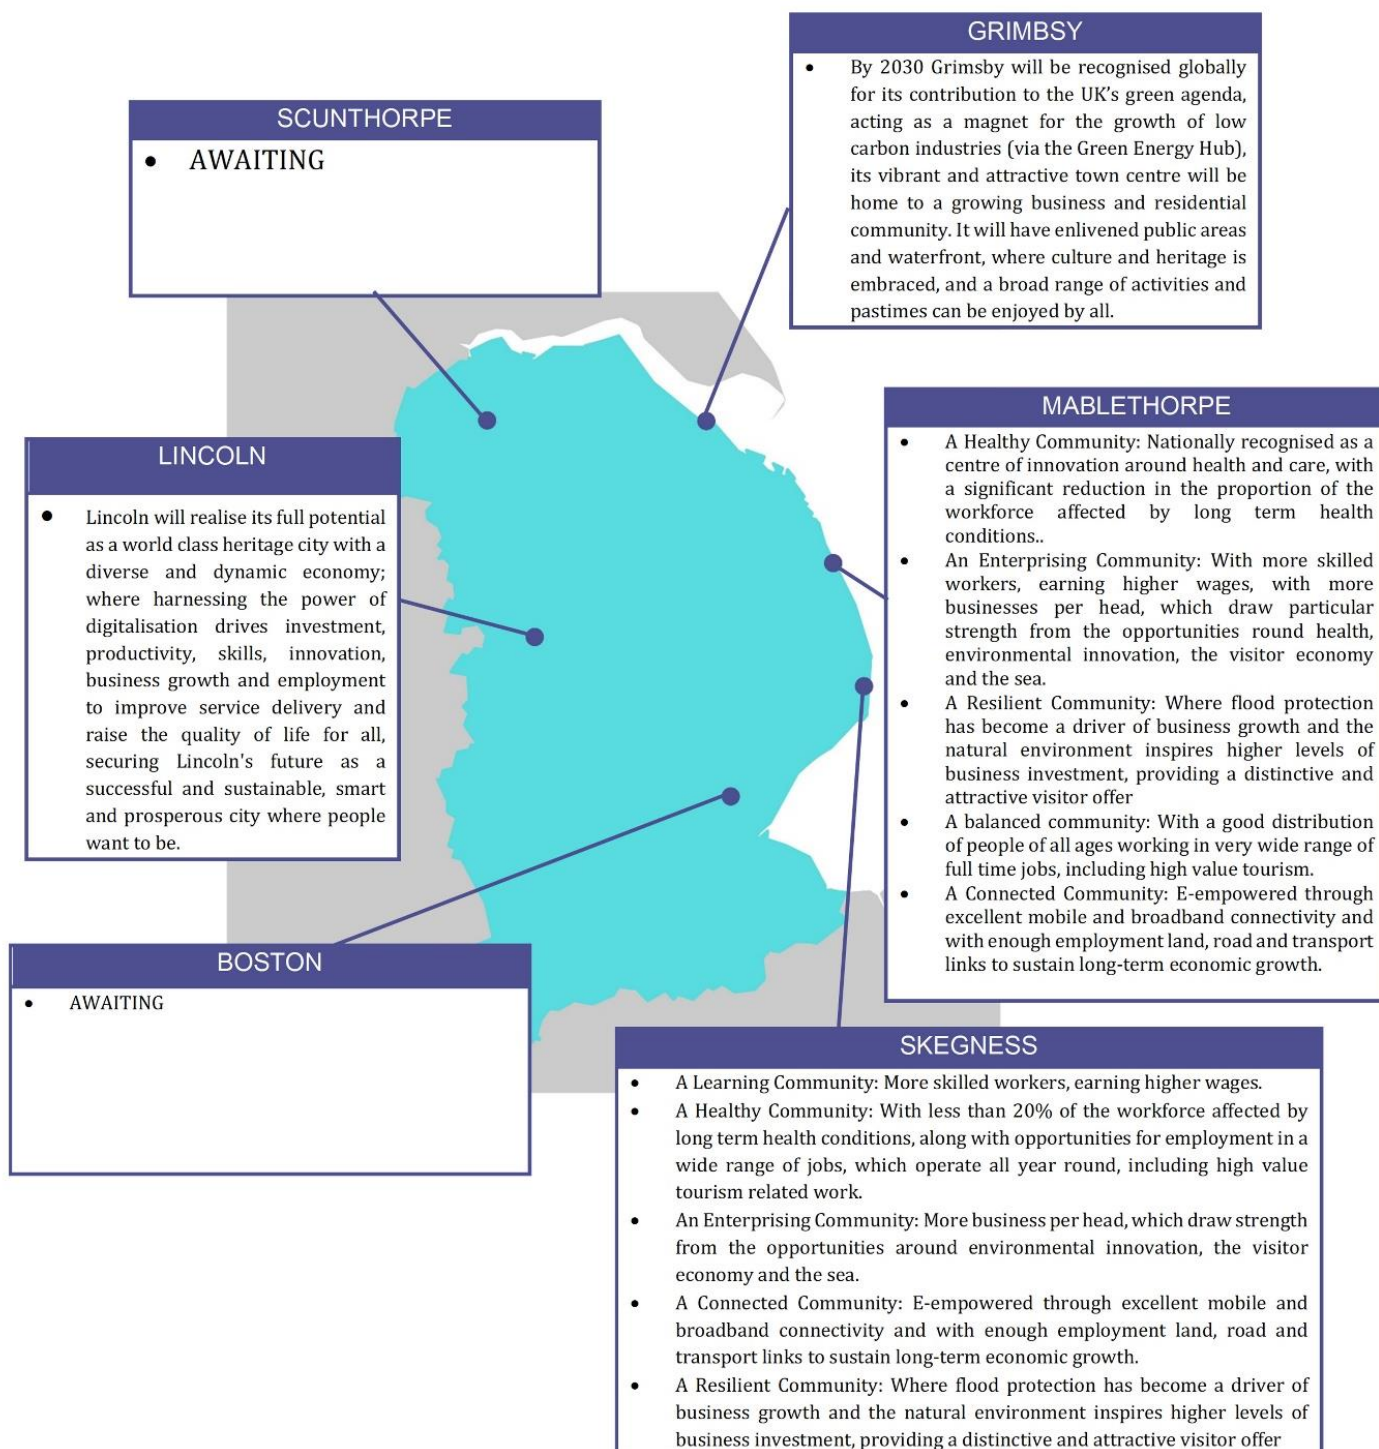 GRIMBSY
• By 2030 Grimsby will be recognised globally
for its contribution to the UK’s green agenda,
acting as a magnet for the growth of low
carbon industries (via the Green Energy Hub),
its vibrant and attractive town centre will be
home to a growing business and residential
community. It will have enlivened public areas
and waterfront, where culture and heritage is
embraced, and a broad range of activities and
pastimes can be enjoyed by all.
SCUNTHORPE
• AWAITING
MABLETHORPE
• A Healthy Community: Nationally recognised as a
centre of innovation around health and care, with
a significant reduction in the proportion of the
workforce affected by long term health
conditions..
• An Enterprising Community: With more skilled
workers, earning higher wages, with more
businesses per head, which draw particular
strength from the opportunities round health,
environmental innovation, the visitor economy
and the sea.
• A Resilient Community: Where flood protection
has become a driver of business growth and the
natural environment inspires higher levels of
business investment, providing a distinctive and
attractive visitor offer
• A balanced community: With a good distribution
of people of all ages working in very wide range of
full time jobs, including high value tourism.
• A Connected Community: E-empowered through
excellent mobile and broadband connectivity and
with enough employment land, road and transport
links to sustain long-term economic growth.
LINCOLN
• Lincoln will realise its full potential
as a world class heritage city with a
diverse and dynamic economy;
where harnessing the power of
digitalisation drives investment,
productivity, skills, innovation,
business growth and employment
to improve service delivery and
raise the quality of life for all,
securing Lincoln's future as a
successful and sustainable, smart
and prosperous city where people
want to be.
BOSTON
• AWAITING
SKEGNESS
• A Learning Community: More skilled workers, earning higher wages.
• A Healthy Community: With less than 20% of the workforce affected by
long term health conditions, along with opportunities for employment in a
wide range of jobs, which operate all year round, including high value
tourism related work.
• An Enterprising Community: More business per head, which draw strength
from the opportunities around environmental innovation, the visitor
economy and the sea.
• A Connected Community: E-empowered through excellent mobile and
broadband connectivity and with enough employment land, road and
transport links to sustain long-term economic growth.
• A Resilient Community: Where flood protection has become a driver of
business growth and the natural environment inspires higher levels of
business investment, providing a distinctive and attractive visitor offer